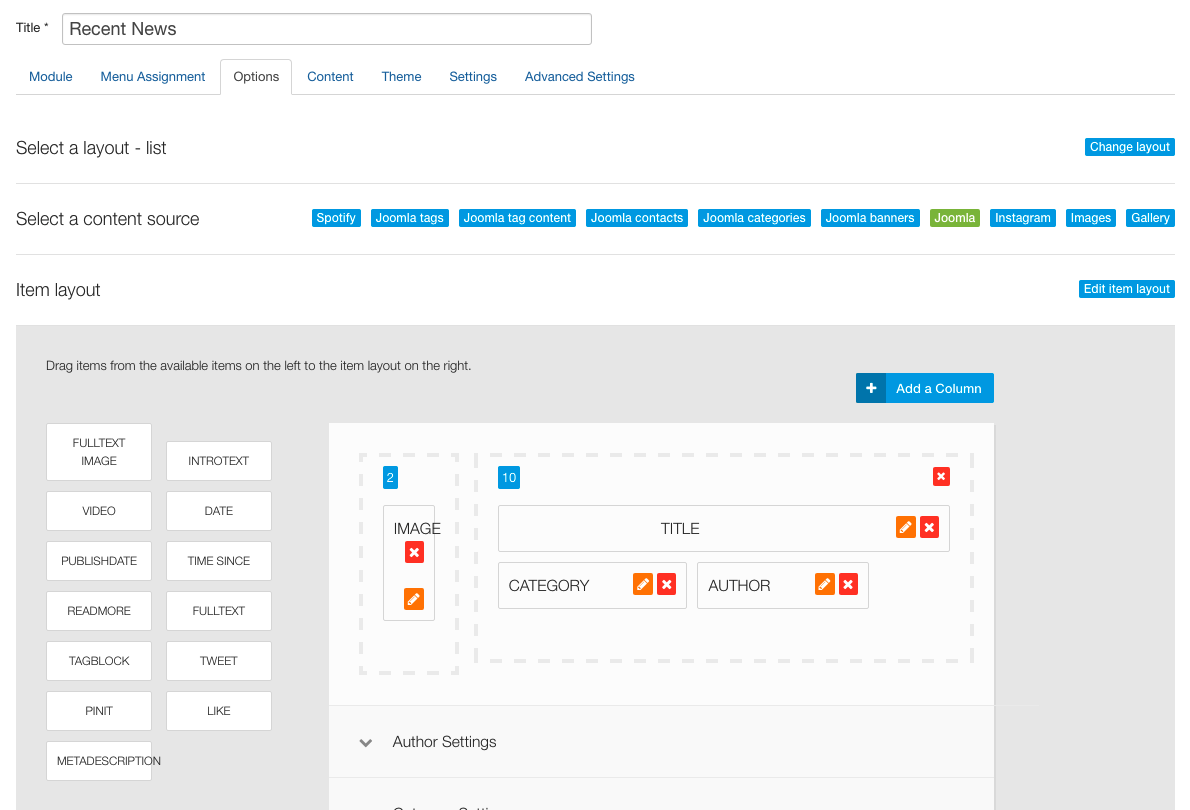 Title *
Recent News
Module Menu Assignment Options Content Theme Settings Advanced Settings
Select a layout - list
Change layout
Select a content source
Spotify Joomla tags Joomla tag content Joomla contacts Joomla categories Joomla banners Joomla Instagram Images Gallery
Item layout
Edit item layout
Drag items from the available items on the left to the item layout on the right.
+ Add a Column
FULLTEXT
IMAGE
INTROTEXT
VIDEO
DATE
PUBLISHDATE
TIME SINCE
READMORE
FULLTEXT
TAGBLOCK
TWEET
PINIT
LIKE
METADESCRIPTION
2
IMAGE
10
TITLE
CATEGORY
AUTHOR
Author Settings